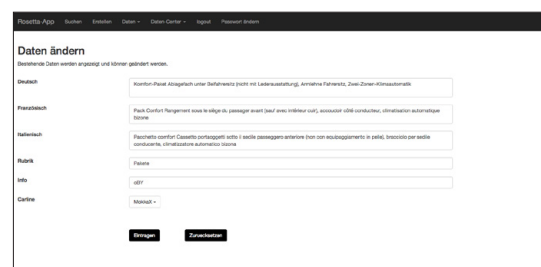 Rosetta-App Suchen Erstellen Daten Daten-Center logout Passwort ändern
Daten ändern
Bestehende Daten werden angezeigt und können geändert werden.
Deutsch
Komfort-Paket Ablagefach unter Beifahrersitz (nicht mit Lederausstattung), Armlehne Fahrersitz, Zwei-Zonen-Klimaautomatik
Französisch
Pack Confort Rangement sous le siège du passager avant (sauf avec intérieur cuir), accoudoir côté conducteur, climatisation automatique
bizone
Italienisch
Pacchetto comfort Cassetto portaoggetti sotto il sedile passeggero anteriore (non con equipaggiamento in pelle), bracciolo per sedile
conducente, climatizzatore automatico bizona
Rubrik
Pakete
Info
Carline
MokkaX
Eintragen Zuruecksetzen